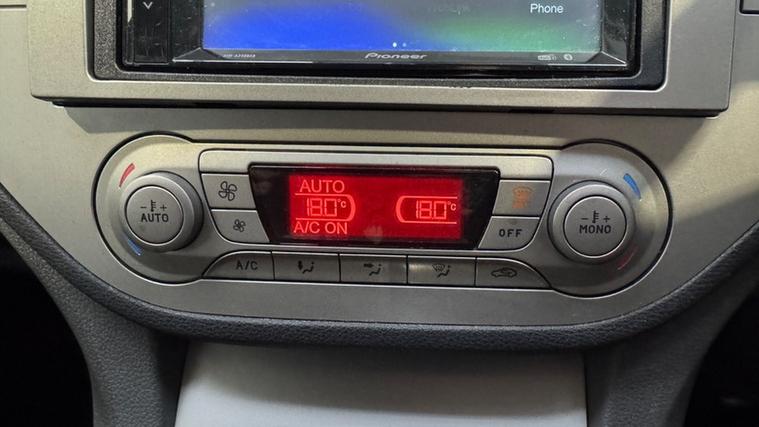 Phone
Pioneer
AUTO
18.0°C 18.0°C
A/C ON
- +
AUTO
- +
MONO
OFF
A/C